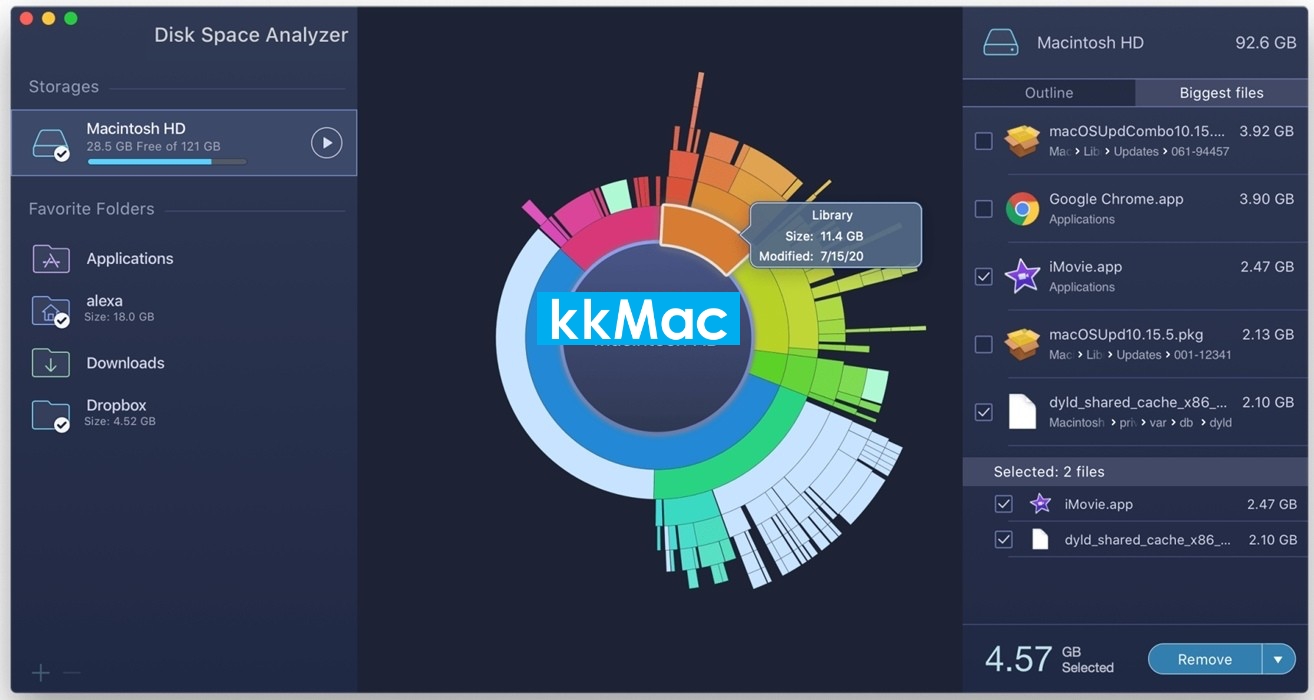 Disk Space Analyzer
Storages
Macintosh HD
28.5 GB Free of 121 GB
Favorite Folders
Applications
alexa
Size: 18.0 GB
Downloads
Dropbox
Size: 4.52 GB
kkMac
Library
Size: 11.4 GB
Modified: 7/15/20
Macintosh HD 92.6 GB
Outline Biggest files
macOSUpdCombo10.15.... 3.92 GB
Mac › Lib › Updates › 061-94457
Google Chrome.app 3.90 GB
Applications
iMovie.app 2.47 GB
Applications
macOSUpd10.15.5.pkg 2.13 GB
Mac › Lib › Updates › 001-12341
dyld_shared_cache_x86_... 2.10 GB
Macintosh › priv › var › db › dyld
Selected: 2 files
iMovie.app 2.47 GB
dyld_shared_cache_x86_... 2.10 GB
4.57 GB
Selected
Remove